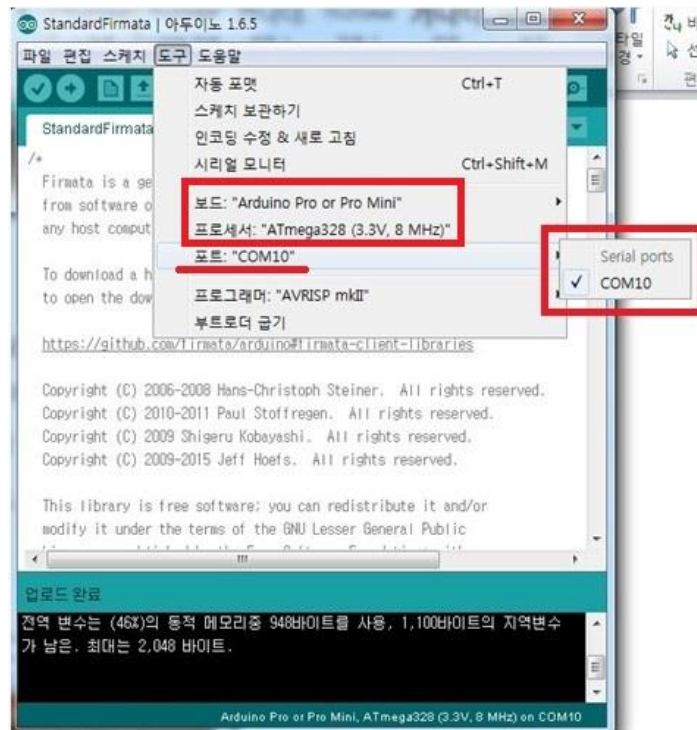 StandardFirmata | 아두이노 1.6.5
파일 편집 스케치 도구 도움말
StandardFirmata
자동 포맷 Ctrl+T
스케치 보관하기
인코딩 수정 & 새로 고침
시리얼 모니터 Ctrl+Shift+M
보드: "Arduino Pro or Pro Mini"
프로세서: "ATmega328 (3.3V, 8 MHz)"
포트: "COM10"
Serial ports
✓ COM10
프로그래머: "AVRISP mkII"
부트로더 굽기
/*
Firmata is a ge
from software o
any host comput
To download a h
to open the dow
https://github.com/firmata/arduino#firmata-client-libraries
Copyright (C) 2006-2008 Hans-Christoph Steiner. All rights reserved.
Copyright (C) 2010-2011 Paul Stoffregen. All rights reserved.
Copyright (C) 2009 Shigeru Kobayashi. All rights reserved.
Copyright (C) 2009-2015 Jeff Hoefs. All rights reserved.
This library is free software; you can redistribute it and/or
modify it under the terms of the GNU Lesser General Public
업로드 완료
전역 변수는 (46%)의 동적 메모리중 948바이트를 사용, 1,100바이트의 지역변수
가 남은. 최대는 2,048 바이트.
Arduino Pro or Pro Mini, ATmega328 (3.3V, 8 MHz) on COM10